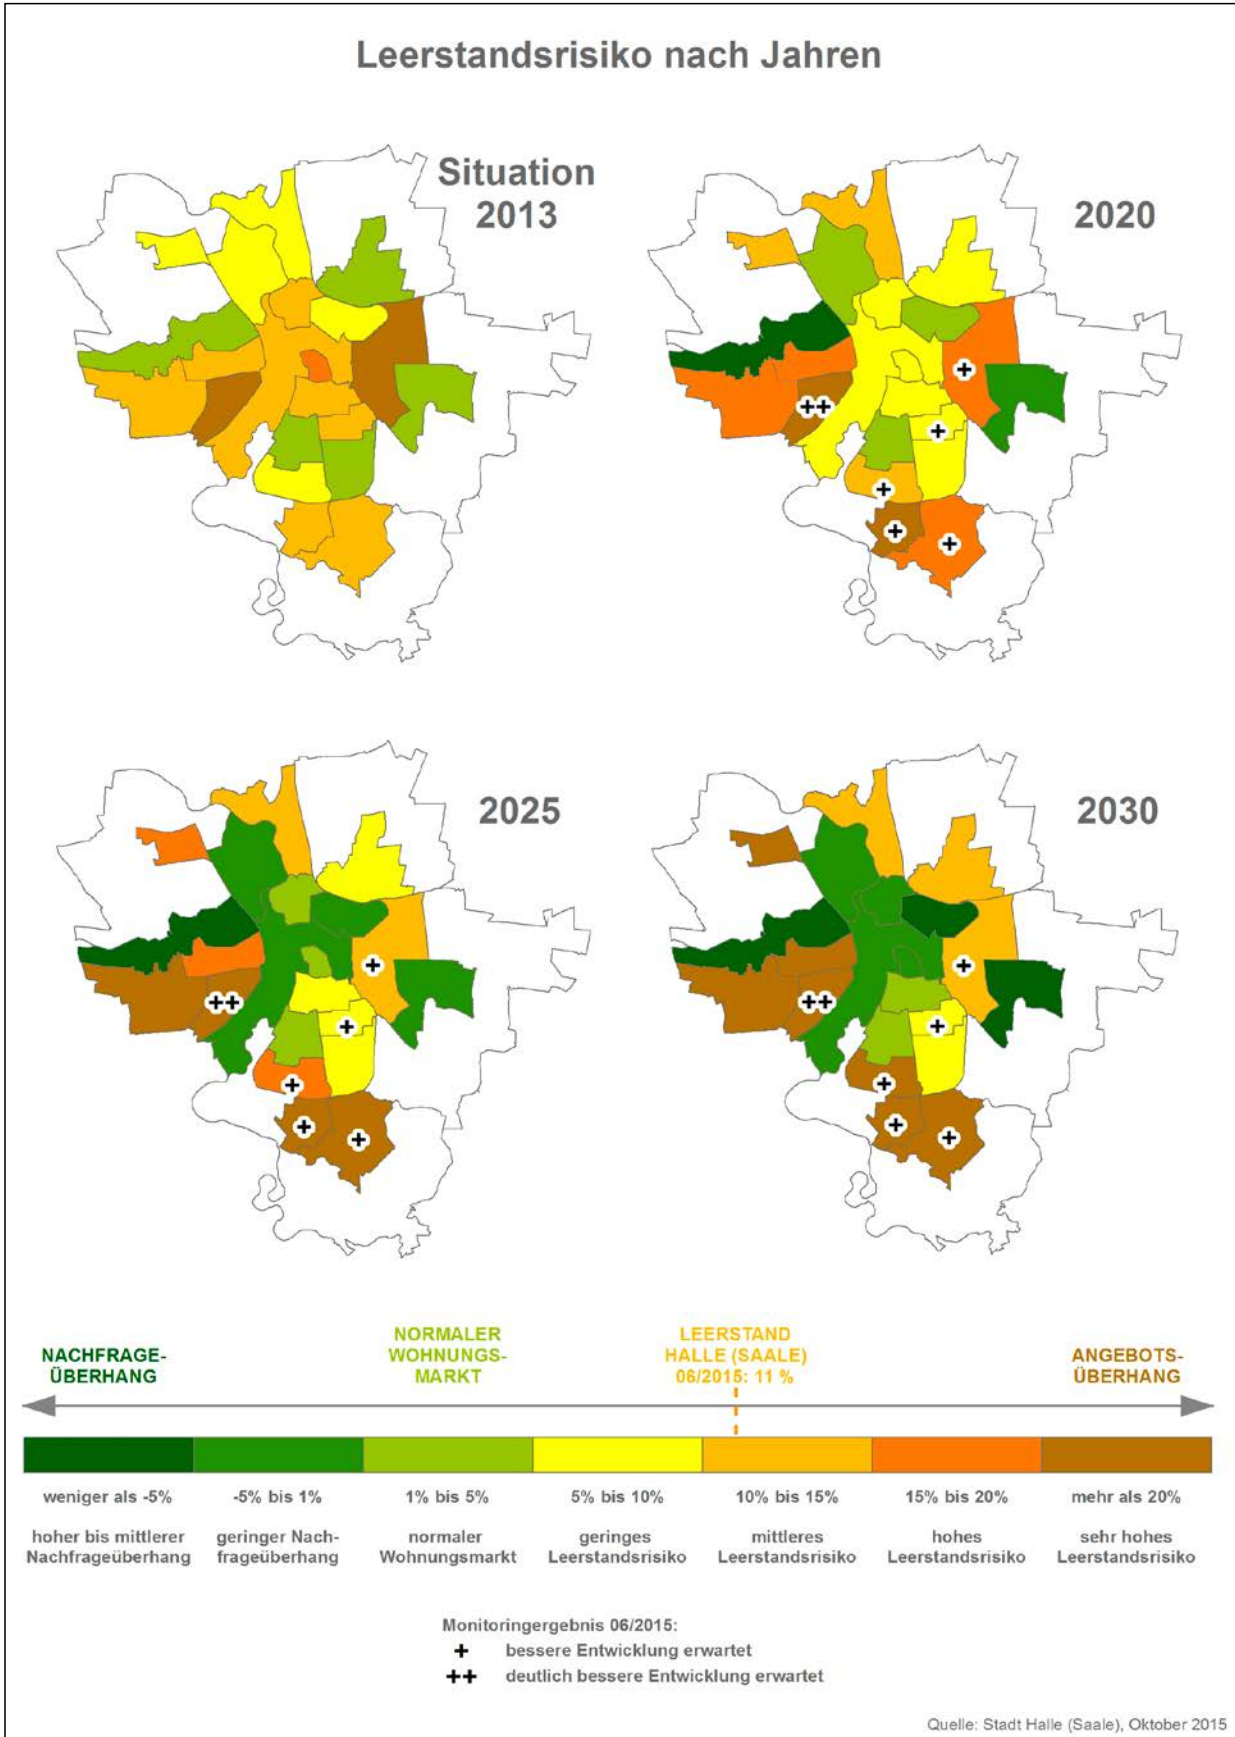 Leerstandsrisiko nach Jahren
Situation
2013
2020
+
++
+
+
+
+
2025
2030
+
++
+
+
+
+
+
++
+
+
+
+
NACHFRAGE-
ÜBERHANG
NORMALER
WOHNUNGS-
MARKT
LEERSTAND
HALLE (SAALE)
06/2015: 11 %
ANGEBOTS-
ÜBERHANG
weniger als -5%
-5% bis 1%
1% bis 5%
5% bis 10%
10% bis 15%
15% bis 20%
mehr als 20%
hoher bis mittlerer
Nachfrageüberhang
geringer Nach-
frageüberhang
normaler
Wohnungsmarkt
geringes
Leerstandsrisiko
mittleres
Leerstandsrisiko
hohes
Leerstandsrisiko
sehr hohes
Leerstandsrisiko
Monitoringergebnis 06/2015:
+ bessere Entwicklung erwartet
++ deutlich bessere Entwicklung erwartet
Quelle: Stadt Halle (Saale), Oktober 2015